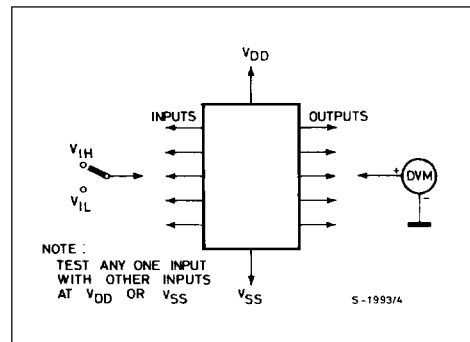 VDD
INPUTS
OUTPUTS
VIH
VIL
+
DVM
-
NOTE :
TEST ANY ONE INPUT
WITH OTHER INPUTS
AT VDD OR VSS
VSS
S-1993/4